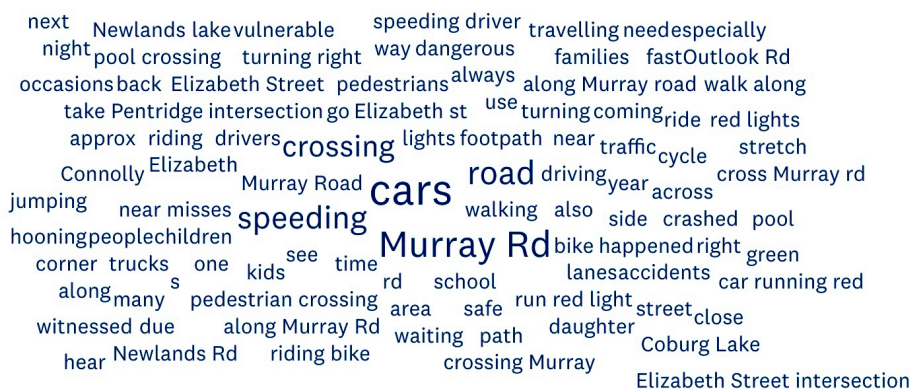 next Newlands lake vulnerable speeding driver travelling need especially
night pool crossing turning right way dangerous families fast Outlook Rd
occasions back Elizabeth Street pedestrians always along Murray road walk along
take Pentridge intersection go Elizabeth st use turning coming ride red lights
approx riding drivers crossing lights footpath near traffic cycle stretch
Connolly Elizabeth Murray Road cars road driving year across cross Murray rd
jumping near misses speeding walking also side crashed pool
hooning people children Murray Rd bike happened right green
corner trucks one kids see time lanes accidents car running red
along many s pedestrian crossing rd school area safe run red light street close
witnessed due along Murray Rd waiting path daughter Coburg Lake
hear Newlands Rd riding bike crossing Murray
Elizabeth Street intersection